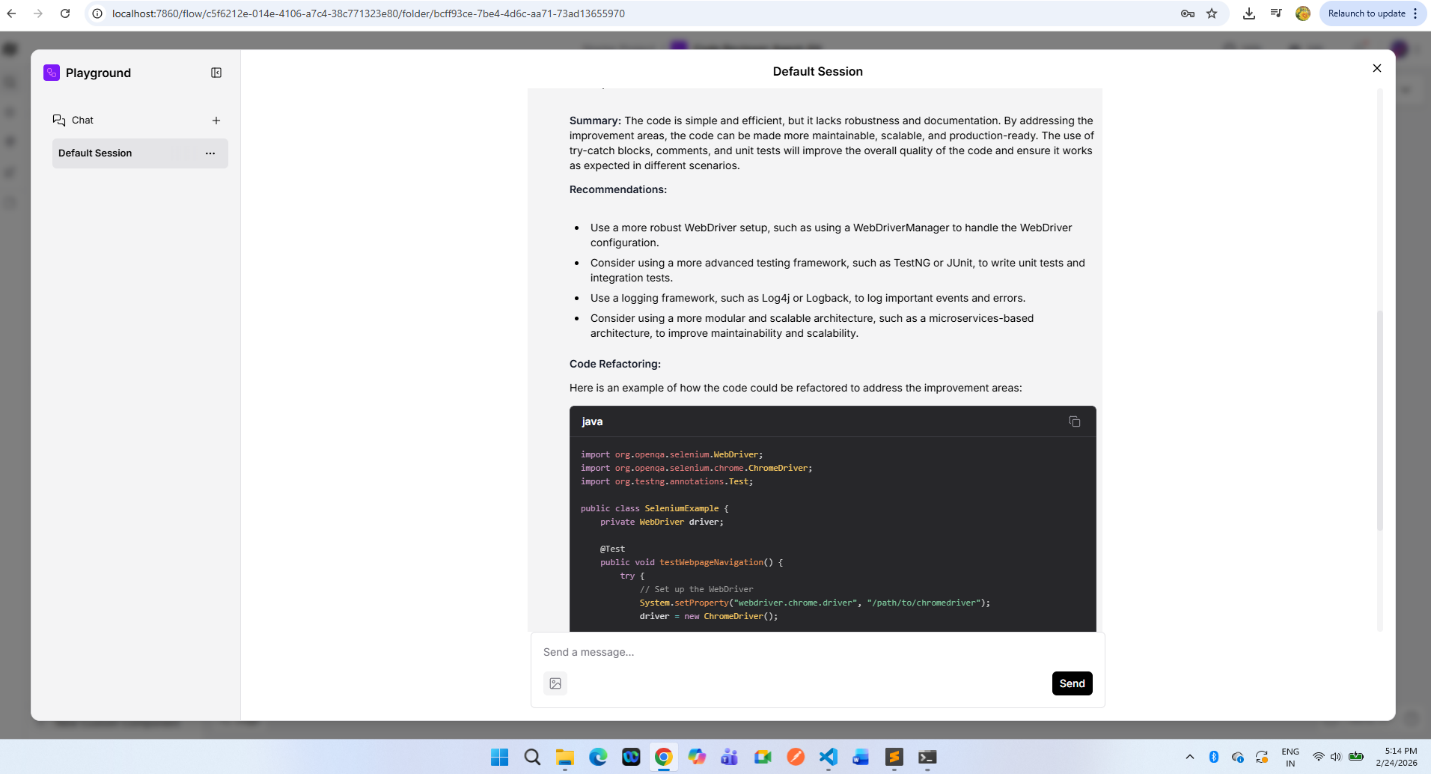 localhost:7860/flow/c5f6212e-014e-4106-a7c4-38c771323e80/folder/bcff93ce-7be4-4d6c-aa71-73ad13655970
Relaunch to update
Playground
Default Session
Chat
Default Session
Summary: The code is simple and efficient, but it lacks robustness and documentation. By addressing the
improvement areas, the code can be made more maintainable, scalable, and production-ready. The use of
try-catch blocks, comments, and unit tests will improve the overall quality of the code and ensure it works
as expected in different scenarios.
Recommendations:
• Use a more robust WebDriver setup, such as using a WebDriverManager to handle the WebDriver
configuration.
• Consider using a more advanced testing framework, such as TestNG or JUnit, to write unit tests and
integration tests.
• Use a logging framework, such as Log4j or Logback, to log important events and errors.
• Consider using a more modular and scalable architecture, such as a microservices-based
architecture, to improve maintainability and scalability.
Code Refactoring:
Here is an example of how the code could be refactored to address the improvement areas:
java
import org.openqa.selenium.WebDriver;
import org.openqa.selenium.chrome.ChromeDriver;
import org.testng.annotations.Test;
public class SeleniumExample {
private WebDriver driver;
@Test
public void testWebpageNavigation() {
try {
// Set up the WebDriver
System.setProperty("webdriver.chrome.driver", "/path/to/chromedriver");
driver = new ChromeDriver();
Send a message...
Send
ENG
IN
5:14 PM
2/24/2026